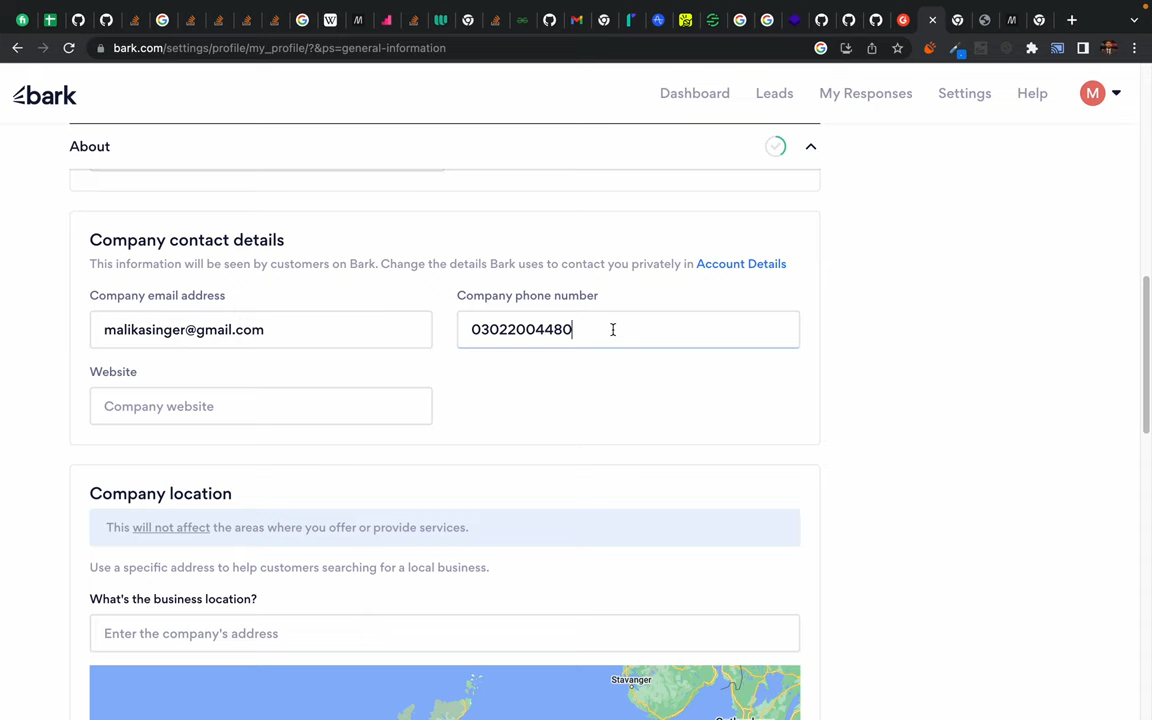 bark.com/settings/profile/my_profile/?&ps=general-information
bark
Dashboard
Leads
My Responses
Settings
Help
M
About
Company contact details
This information will be seen by customers on Bark. Change the details Bark uses to contact you privately in Account Details
Company email address
Company phone number
malikasinger@gmail.com
03022004480
Website
Company website
Company location
This will not affect the areas where you offer or provide services.
Use a specific address to help customers searching for a local business.
What's the business location?
Enter the company's address
Stavanger